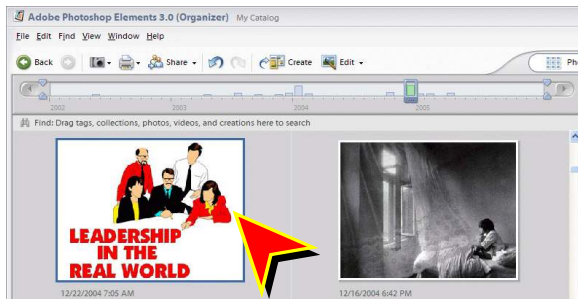 Adobe Photoshop Elements 3.0 (Organizer) My Catalog
File Edit Find View Window Help
Back Share Create Edit Ph
2002 2003 2004 2005
Find: Drag tags, collections, photos, videos, and creations here to search
LEADERSHIP
IN THE
REAL WORLD
12/22/2004 7:05 AM 12/16/2004 6:42 PM